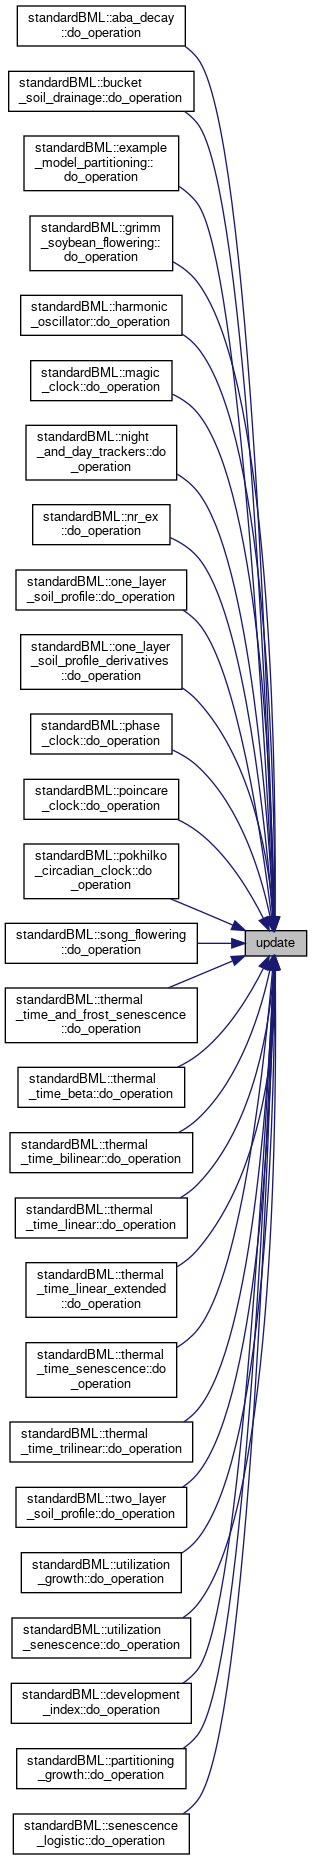 standardBML::aba_decay
::do_operation
standardBML::bucket
_soil_drainage::do_operation
standardBML::example
_model_partitioning::
do_operation
standardBML::grimm
_soybean_flowering::
do_operation
standardBML::harmonic
_oscillator::do_operation
standardBML::magic
_clock::do_operation
standardBML::night
_and_day_trackers::do
_operation
standardBML::nr_ex
::do_operation
standardBML::one_layer
_soil_profile::do_operation
standardBML::one_layer
_soil_profile_derivatives
::do_operation
standardBML::phase
_clock::do_operation
standardBML::poincare
_clock::do_operation
standardBML::pokhilko
_circadian_clock::do
_operation
standardBML::song_flowering
::do_operation
update
standardBML::thermal
_time_and_frost_senescence
::do_operation
standardBML::thermal
_time_beta::do_operation
standardBML::thermal
_time_bilinear::do_operation
standardBML::thermal
_time_linear::do_operation
standardBML::thermal
_time_linear_extended
::do_operation
standardBML::thermal
_time_senescence::do
_operation
standardBML::thermal
_time_trilinear::do_operation
standardBML::two_layer
_soil_profile::do_operation
standardBML::utilization
_growth::do_operation
standardBML::utilization
_senescence::do_operation
standardBML::development
_index::do_operation
standardBML::partitioning
_growth::do_operation
standardBML::senescence
_logistic::do_operation